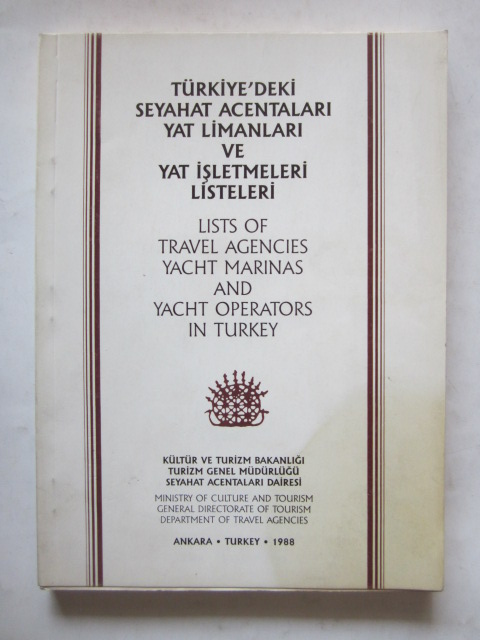 TÜRKİYE'DEKİ
SEYAHAT ACENTALARI
YAT LİMANLARI
VE
YAT İŞLETMELERİ
LİSTELERİ
LISTS OF
TRAVEL AGENCIES
YACHT MARINAS
AND
YACHT OPERATORS
IN TURKEY
KÜLTÜR VE TURİZM BAKANLIĞI
TURİZM GENEL MÜDÜRLÜĞÜ
SEYAHAT ACENTALARI DAİRESİ
MINISTRY OF CULTURE AND TOURISM
GENERAL DIRECTORATE OF TOURISM
DEPARTMENT OF TRAVEL AGENCIES
ANKARA • TURKEY • 1988